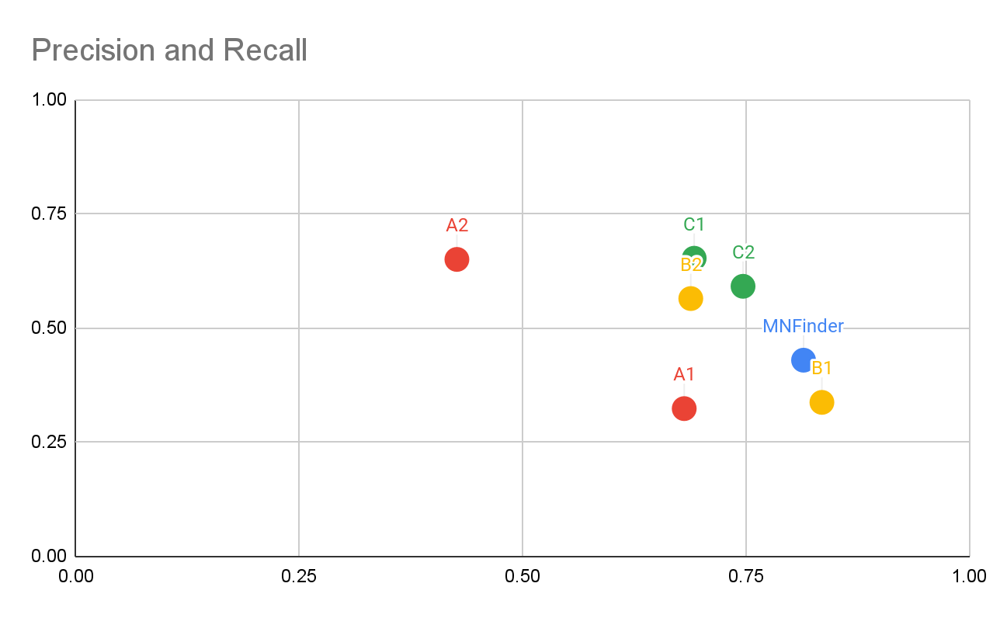 Precision and Recall
1.00
0.75
0.50
0.25
0.00
A2
C1
C2
B2
MNFinder
A1
B1
0.00
0.25
0.50
0.75
1.00